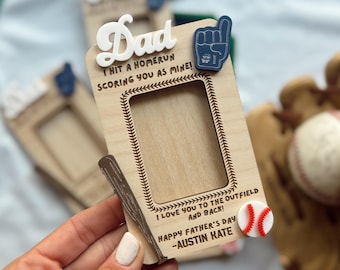 Dad
I HIT A HOMERUN
SCORING YOU AS MINE!
I LOVE YOU TO THE OUTFIELD
AND BACK!
HAPPY FATHER'S DAY
-AUSTIN KATE